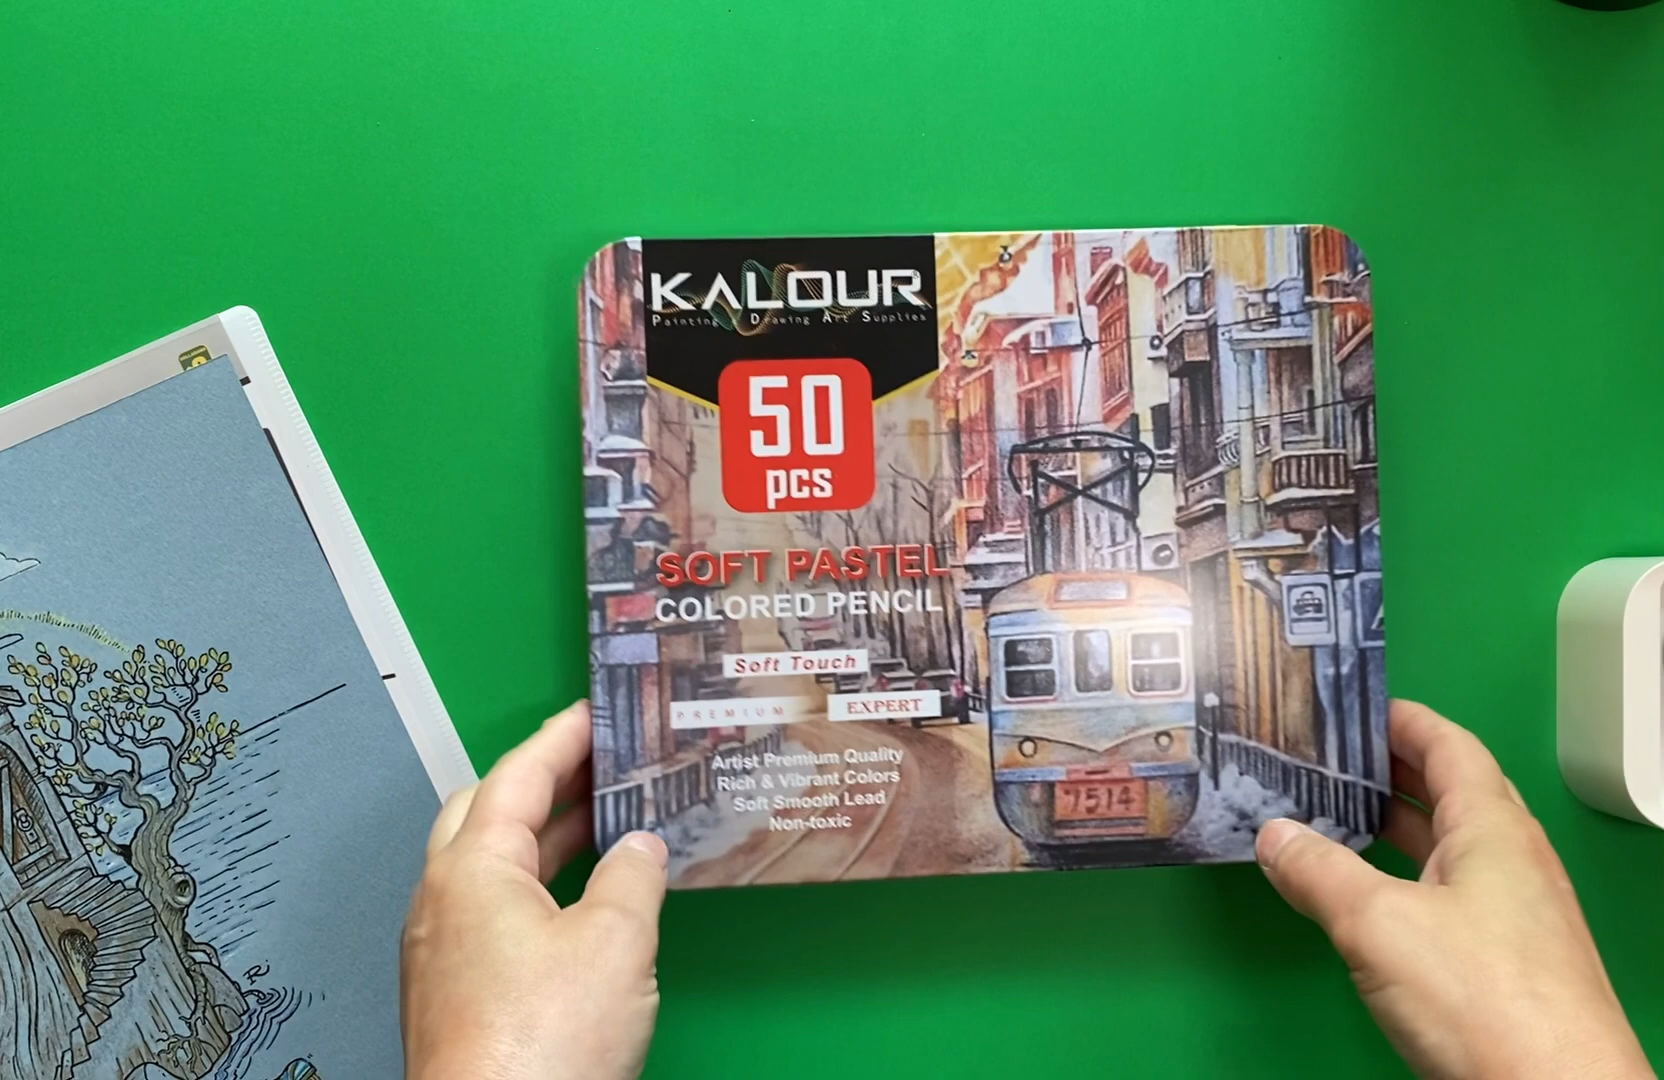 KALOUR
Painting & Drawing Art Supplies
50
pcs
SOFT PASTEL
COLORED PENCIL
Soft Touch
PREMIUM
EXPERT
Artist Premium Quality
Rich & Vibrant Colors
Soft Smooth Lead
Non-toxic
7514